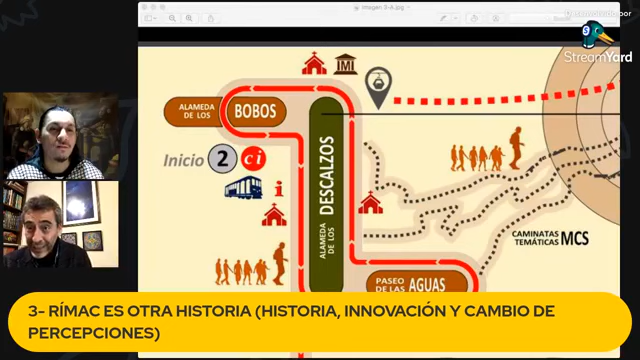 Imagen 3-A.jpg
StreamYard
ALAMEDA
DE LOS
BOBOS
Inicio 2 ci
i
ALAMEDA
DE LOS
DESCALZOS
CAMINATAS
TEMÁTICAS MCS
PASEO
DE LAS
AGUAS
3- RÍMAC ES OTRA HISTORIA (HISTORIA, INNOVACIÓN Y CAMBIO DE
PERCEPCIONES)